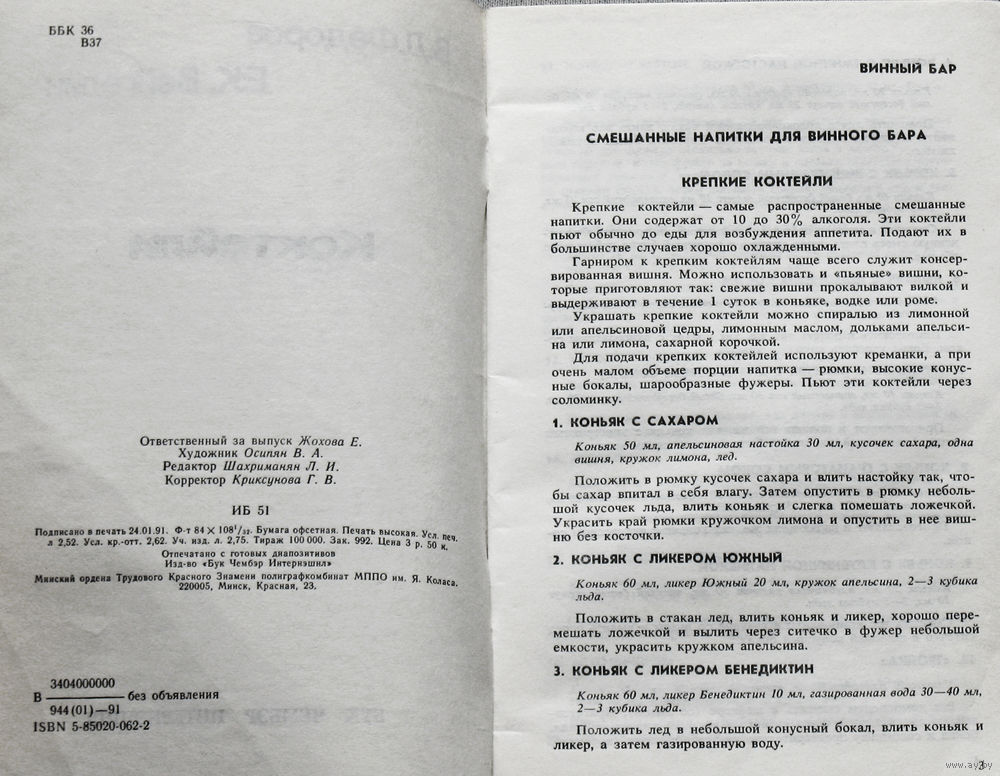 ББК 36
В37
Ответственный за выпуск Жохова Е.
Художник Осипян В. А.
Редактор Шахриманян Л. И.
Корректор Криксунова Г. В.
ИБ 51
Подписано в печать 24.01.91. Ф-т 84 × 108¹/₃₂. Бумага офсетная. Печать высокая. Усл. печ.
л 2,52. Усл. кр.-отт. 2,62. Уч. изд. л. 2,75. Тираж 100 000. Зак. 992. Цена 3 р. 50 к.
Отпечатано с готовых диапозитивов
Изд-во «Бук Чембэр Интернэшнл»
Минский ордена Трудового Красного Знамени полиграфкомбинат МППО им. Я. Коласа.
220005, Минск, Красная, 23.
3404000000
В ——— без объявления
944(01)—91
ISBN 5-85020-062-2
ВИННЫЙ БАР
СМЕШАННЫЕ НАПИТКИ ДЛЯ ВИННОГО БАРА
КРЕПКИЕ КОКТЕЙЛИ
Крепкие коктейли — самые распространенные смешанные
напитки. Они содержат от 10 до 30% алкоголя. Эти коктейли
пьют обычно до еды для возбуждения аппетита. Подают их в
большинстве случаев хорошо охлажденными.
Гарниром к крепким коктейлям чаще всего служит консер-
вированная вишня. Можно использовать и «пьяные» вишни, ко-
торые приготовляют так: свежие вишни прокалывают вилкой и
выдерживают в течение 1 суток в коньяке, водке или роме.
Украшать крепкие коктейли можно спиралью из лимонной
или апельсиновой цедры, лимонным маслом, дольками апельси-
на или лимона, сахарной корочкой.
Для подачи крепких коктейлей используют креманки, а при
очень малом объеме порции напитка — рюмки, высокие конус-
ные бокалы, шарообразные фужеры. Пьют эти коктейли через
соломинку.
1. КОНЬЯК С САХАРОМ
Коньяк 50 мл, апельсиновая настойка 30 мл, кусочек сахара, одна
вишня, кружок лимона, лед.
Положить в рюмку кусочек сахара и влить настойку так, что-
бы сахар впитал в себя влагу. Затем опустить в рюмку неболь-
шой кусочек льда, влить коньяк и слегка помешать ложечкой.
Украсить край рюмки кружочком лимона и опустить в нее виш-
ню без косточки.
2. КОНЬЯК С ЛИКЕРОМ ЮЖНЫЙ
Коньяк 60 мл, ликер Южный 20 мл, кружок апельсина, 2—3 кубика
льда.
Положить в стакан лед, влить коньяк и ликер, хорошо пере-
мешать ложечкой и вылить через ситечко в фужер небольшой
емкости, украсить кружком апельсина.
3. КОНЬЯК С ЛИКЕРОМ БЕНЕДИКТИН
Коньяк 60 мл, ликер Бенедиктин 10 мл, газированная вода 30—40 мл,
2—3 кубика льда.
Положить лед в небольшой конусный бокал, влить коньяк и
ликер, а затем газированную воду.
3
www.ay.by